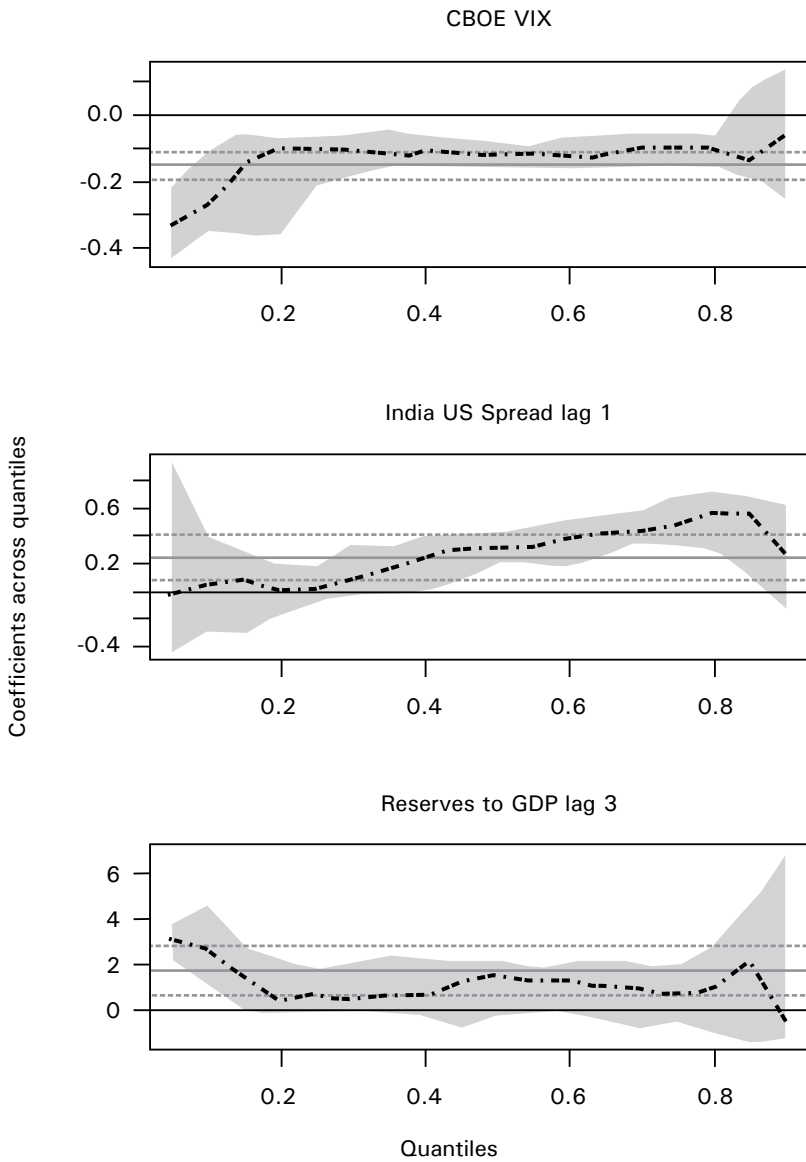 CBOE VIX
0.0
-0.2
-0.4
0.2 0.4 0.6 0.8
India US Spread lag 1
0.6
0.2
-0.4
0.2 0.4 0.6 0.8
Coefficients across quantiles
Reserves to GDP lag 3
6
4
2
0
0.2 0.4 0.6 0.8
Quantiles